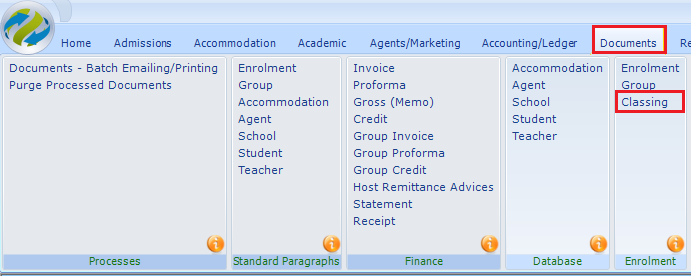 Home Admissions Accommodation Academic Agents/Marketing Accounting/Ledger Documents Re
Documents - Batch Emailing/Printing
Purge Processed Documents
Processes
Enrolment
Group
Accommodation
Agent
School
Student
Teacher
Standard Paragraphs
Invoice
Proforma
Gross (Memo)
Credit
Group Invoice
Group Proforma
Group Credit
Host Remittance Advices
Statement
Receipt
Finance
Accommodation
Agent
School
Student
Teacher
Database
Enrolment
Group
Classing
Enrolment